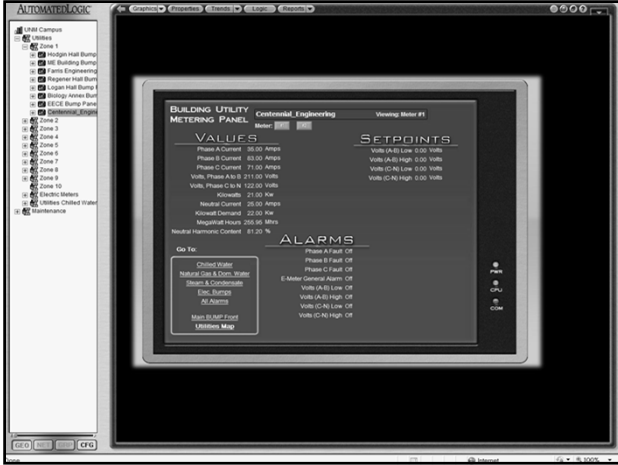 AUTOMATEDLOGIC
Graphics Properties Trends Logic Reports
UNM Campus
Utilities
Zone 1
Hodgin Hall Bump
ME Building Bump
Farris Engineering
Regener Hall Bum
Logan Hall Bump
Biology Annex Bum
EECE Bump Pane
Centennial_Engine
Zone 2
Zone 3
Zone 4
Zone 5
Zone 6
Zone 7
Zone 8
Zone 9
Zone 10
Electric Meters
Utilities Chilled Water
Maintenance
BUILDING UTILITY
METERING PANEL
Centennial_Engineering
Viewing: Meter #1
Meter: #1 #2
VALUES
Phase A Current 35.00 Amps
Phase B Current 83.00 Amps
Phase C Current 71.00 Amps
Volts, Phase A to B 211.00 Volts
Volts, Phase C to N 122.00 Volts
Kilowatts 21.00 Kw
Neutral Current 25.00 Amps
Kilowatt Demand 22.00 Kw
MegaWatt Hours 255.95 Mhrs
Neutral Harmonic Content 81.20 %
SETPOINTS
Volts (A-B) Low 0.00 Volts
Volts (A-B) High 0.00 Volts
Volts (C-N) Low 0.00 Volts
Volts (C-N) High 0.00 Volts
ALARMS
Phase A Fault Off
Phase B Fault Off
Phase C Fault Off
E-Meter General Alarm Off
Volts (A-B) Low Off
Volts (A-B) High Off
Volts (C-N) Low Off
Volts (C-N) High Off
Go To:
Chilled Water
Natural Gas & Dom. Water
Steam & Condensate
Elec. Bumps
All Alarms
Main BUMP Front
Utilities Map
PWR
CPU
COM
GEO NET GRP CFG
Done
Internet
100%